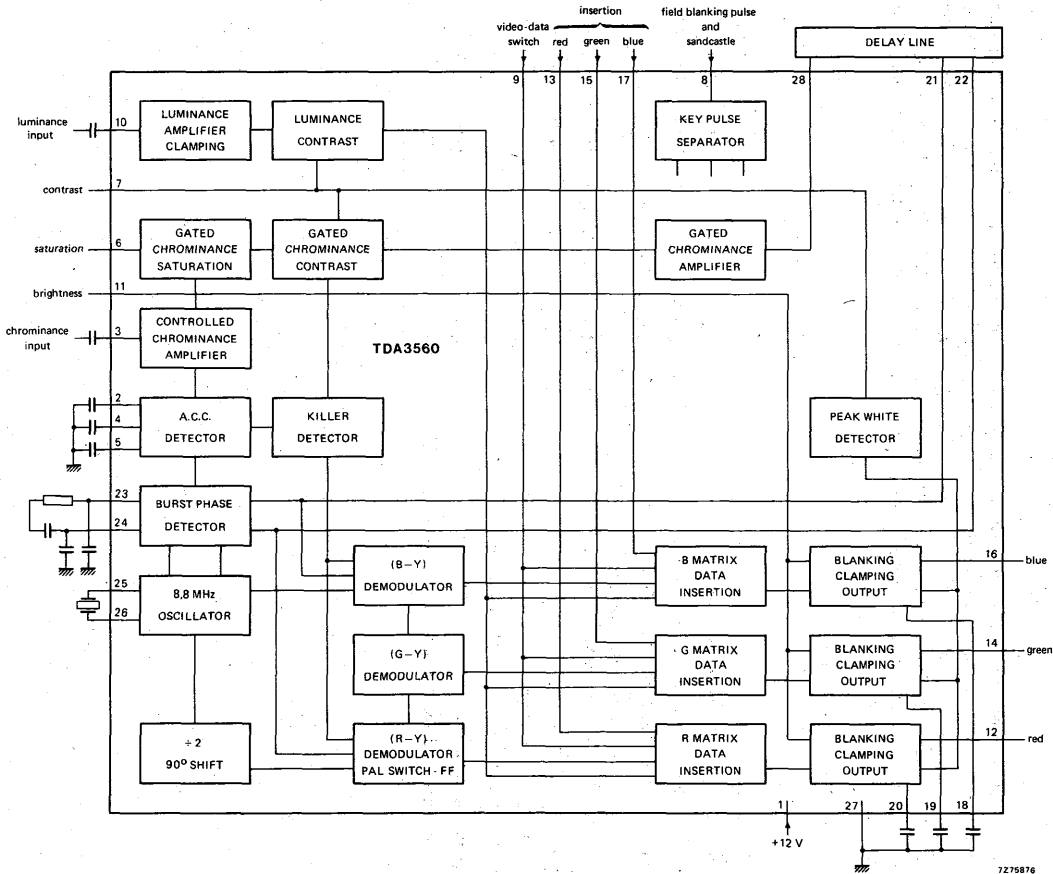 insertion
video-data
switch
red
green
blue
field blanking pulse
and
sandcastle
DELAY LINE
9
13
15
17
8
28
21
22
luminance
input
10
LUMINANCE
AMPLIFIER
CLAMPING
LUMINANCE
CONTRAST
KEY PULSE
SEPARATOR
contrast
7
saturation
6
GATED
CHROMINANCE
SATURATION
GATED
CHROMINANCE
CONTRAST
GATED
CHROMINANCE
AMPLIFIER
brightness
11
chrominance
input
3
CONTROLLED
CHROMINANCE
AMPLIFIER
TDA3560
2
4
5
A.C.C.
DETECTOR
KILLER
DETECTOR
PEAK WHITE
DETECTOR
23
24
BURST PHASE
DETECTOR
25
26
8,8 MHz
OSCILLATOR
(B-Y)
DEMODULATOR
B MATRIX
DATA
INSERTION
BLANKING
CLAMPING
OUTPUT
16
blue
(G-Y)
DEMODULATOR
G MATRIX
DATA
INSERTION
BLANKING
CLAMPING
OUTPUT
14
green
÷ 2
90° SHIFT
(R-Y)
DEMODULATOR
PAL SWITCH - FF
R MATRIX
DATA
INSERTION
BLANKING
CLAMPING
OUTPUT
12
red
1
27
20
19
18
+12 V
7Z75876